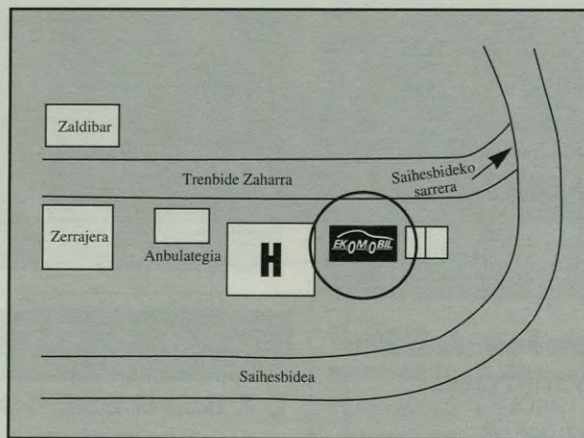 Zaldibar
Trenbide Zaharra
Saihesbideko
sarrera
Zerrajera
Anbulategia
H
EKOMOBIL
Saihesbidea